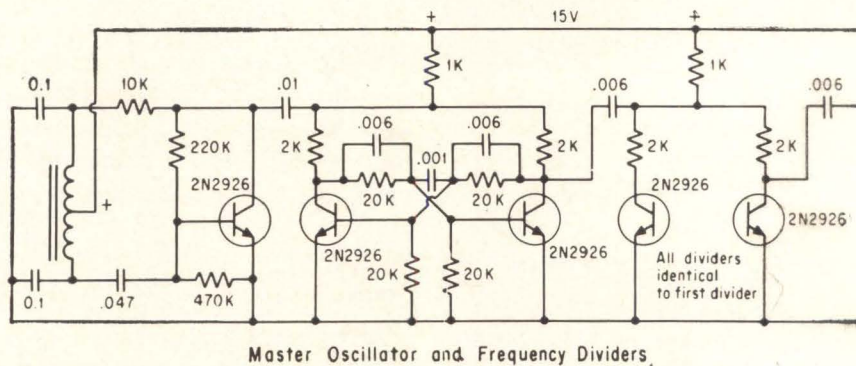 + 15V +
1K 1K
0.1 10K .01 .006 .006
.006 .006
220K 2K .001 2K 2K 2K
2N2926 20K 20K 2N2926
+
2N2926 2N2926 2N2926
20K 20K All dividers
identical
to first divider
0.1 .047 470K
Master Oscillator and Frequency Dividers